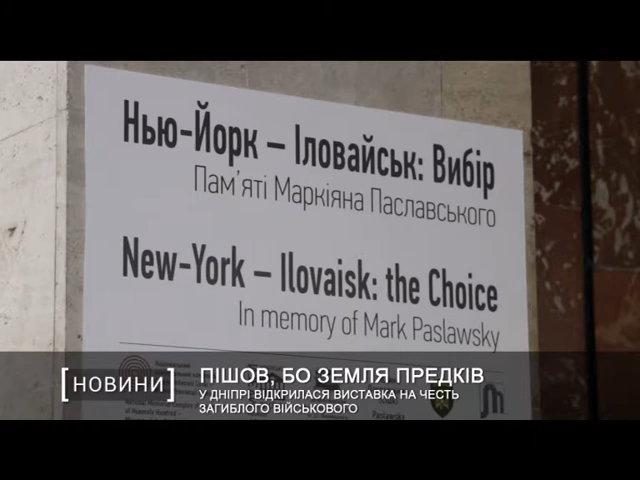 Нью-Йорк – Іловайськ: Вибір
Пам’яті Маркіяна Паславського
New-York – Ilovaisk: the Choice
In memory of Mark Paslawsky
[НОВИНИ]
ПІШОВ, БО ЗЕМЛЯ ПРЕДКІВ
У ДНІПРІ ВІДКРИЛАСЯ ВИСТАВКА НА ЧЕСТЬ
ЗАГИБЛОГО ВІЙСЬКОВОГО